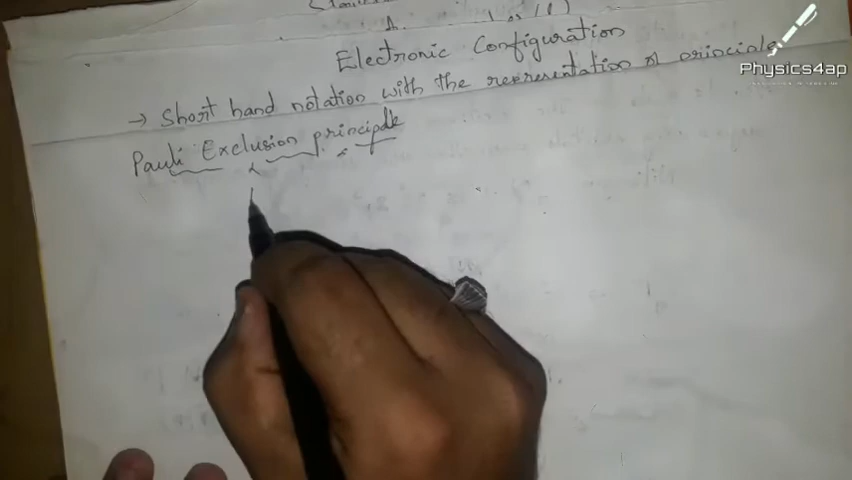 Electronic Configuration
→ Short hand notation with the representation of principle
Physics4ap
Pauli Exclusion principle